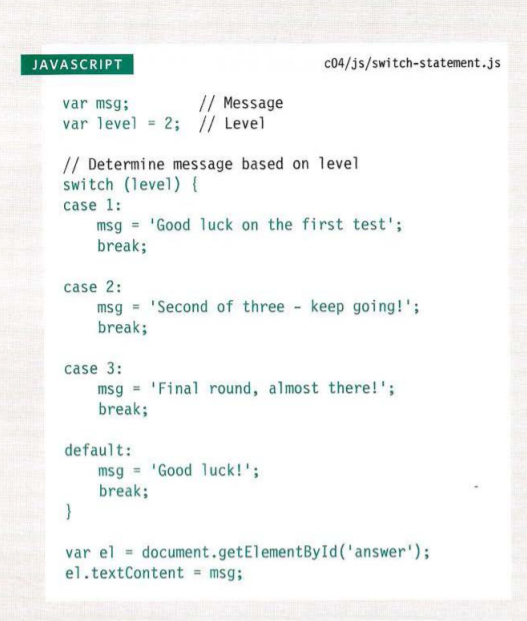 JAVASCRIPT c04/js/switch-statement.js
var msg; // Message
var level = 2; // Level
// Determine message based on level
switch (level) {
case 1:
msg = 'Good luck on the first test';
break;
case 2:
msg = 'Second of three - keep going!';
break;
case 3:
msg = 'Final round, almost there!';
break;
default:
msg = 'Good luck!';
break;
}
var el = document.getElementById('answer');
el.textContent = msg;